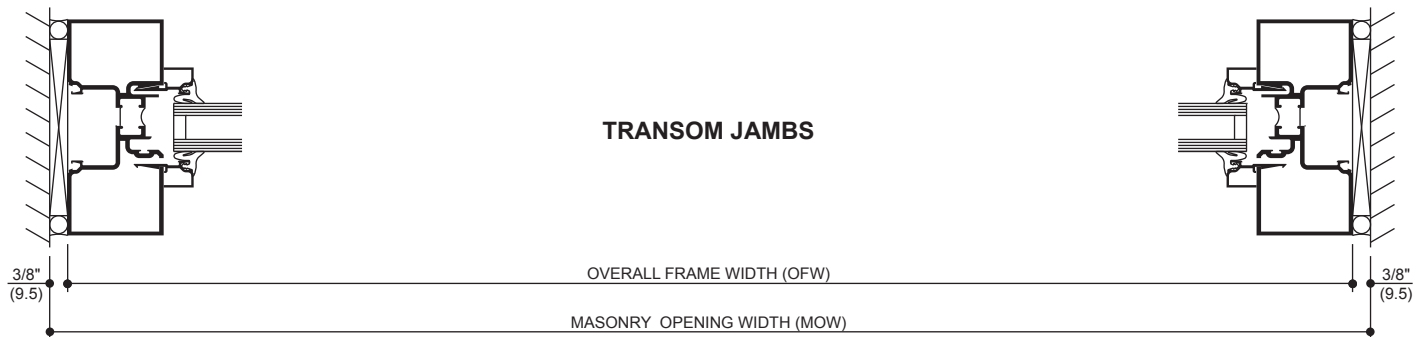 TRANSOM JAMBS
3/8"
(9.5)
OVERALL FRAME WIDTH (OFW)
3/8"
(9.5)
MASONRY OPENING WIDTH (MOW)